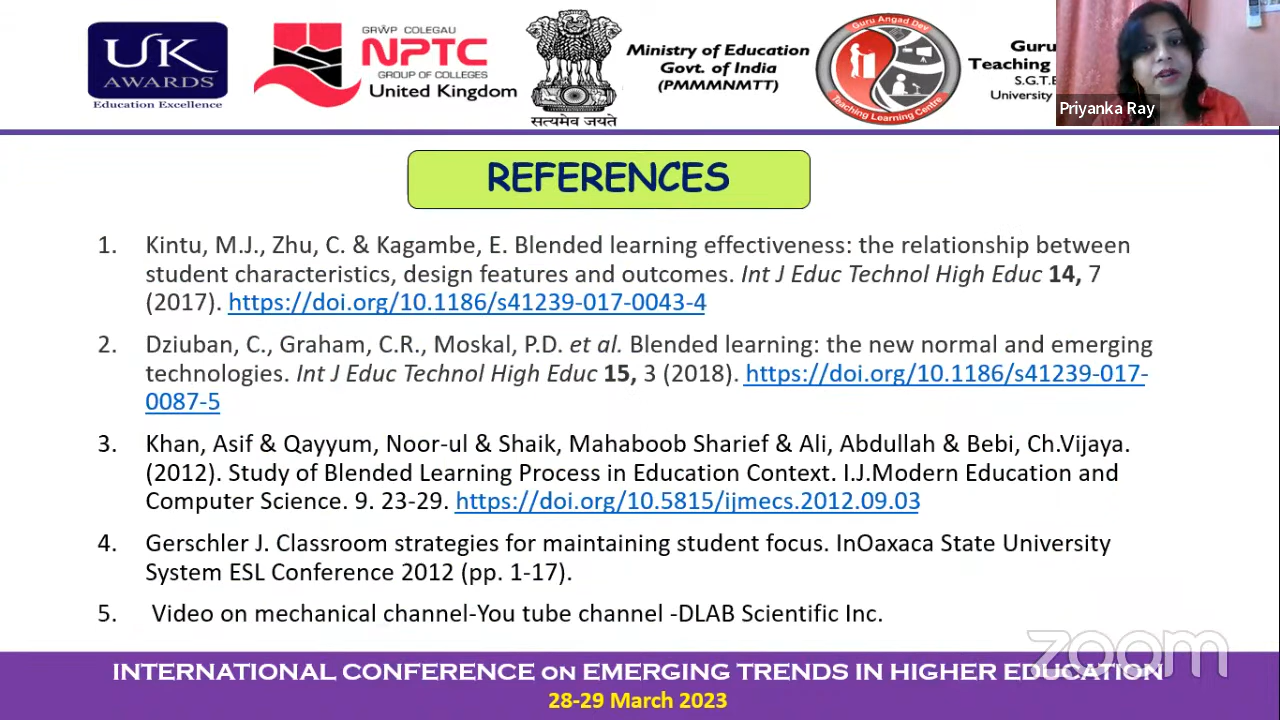 UK
AWARDS
Education Excellence
GRŴP COLEGAU
NPTC
GROUP OF COLLEGES
United Kingdom
सत्यमेव जयते
Ministry of Education
Govt. of India
(PMMMNMTT)
Guru Angad Dev
Teaching Learning Centre
Guru
Teaching
S.G.T.B
University
Priyanka Ray
REFERENCES
1. Kintu, M.J., Zhu, C. & Kagambe, E. Blended learning effectiveness: the relationship between
student characteristics, design features and outcomes. Int J Educ Technol High Educ 14, 7
(2017). https://doi.org/10.1186/s41239-017-0043-4
2. Dziuban, C., Graham, C.R., Moskal, P.D. et al. Blended learning: the new normal and emerging
technologies. Int J Educ Technol High Educ 15, 3 (2018). https://doi.org/10.1186/s41239-017-
0087-5
3. Khan, Asif & Qayyum, Noor-ul & Shaik, Mahaboob Sharief & Ali, Abdullah & Bebi, Ch.Vijaya.
(2012). Study of Blended Learning Process in Education Context. I.J.Modern Education and
Computer Science. 9. 23-29. https://doi.org/10.5815/ijmecs.2012.09.03
4. Gerschler J. Classroom strategies for maintaining student focus. InOaxaca State University
System ESL Conference 2012 (pp. 1-17).
5. Video on mechanical channel-You tube channel -DLAB Scientific Inc.
zoom
INTERNATIONAL CONFERENCE on EMERGING TRENDS IN HIGHER EDUCATION
28-29 March 2023